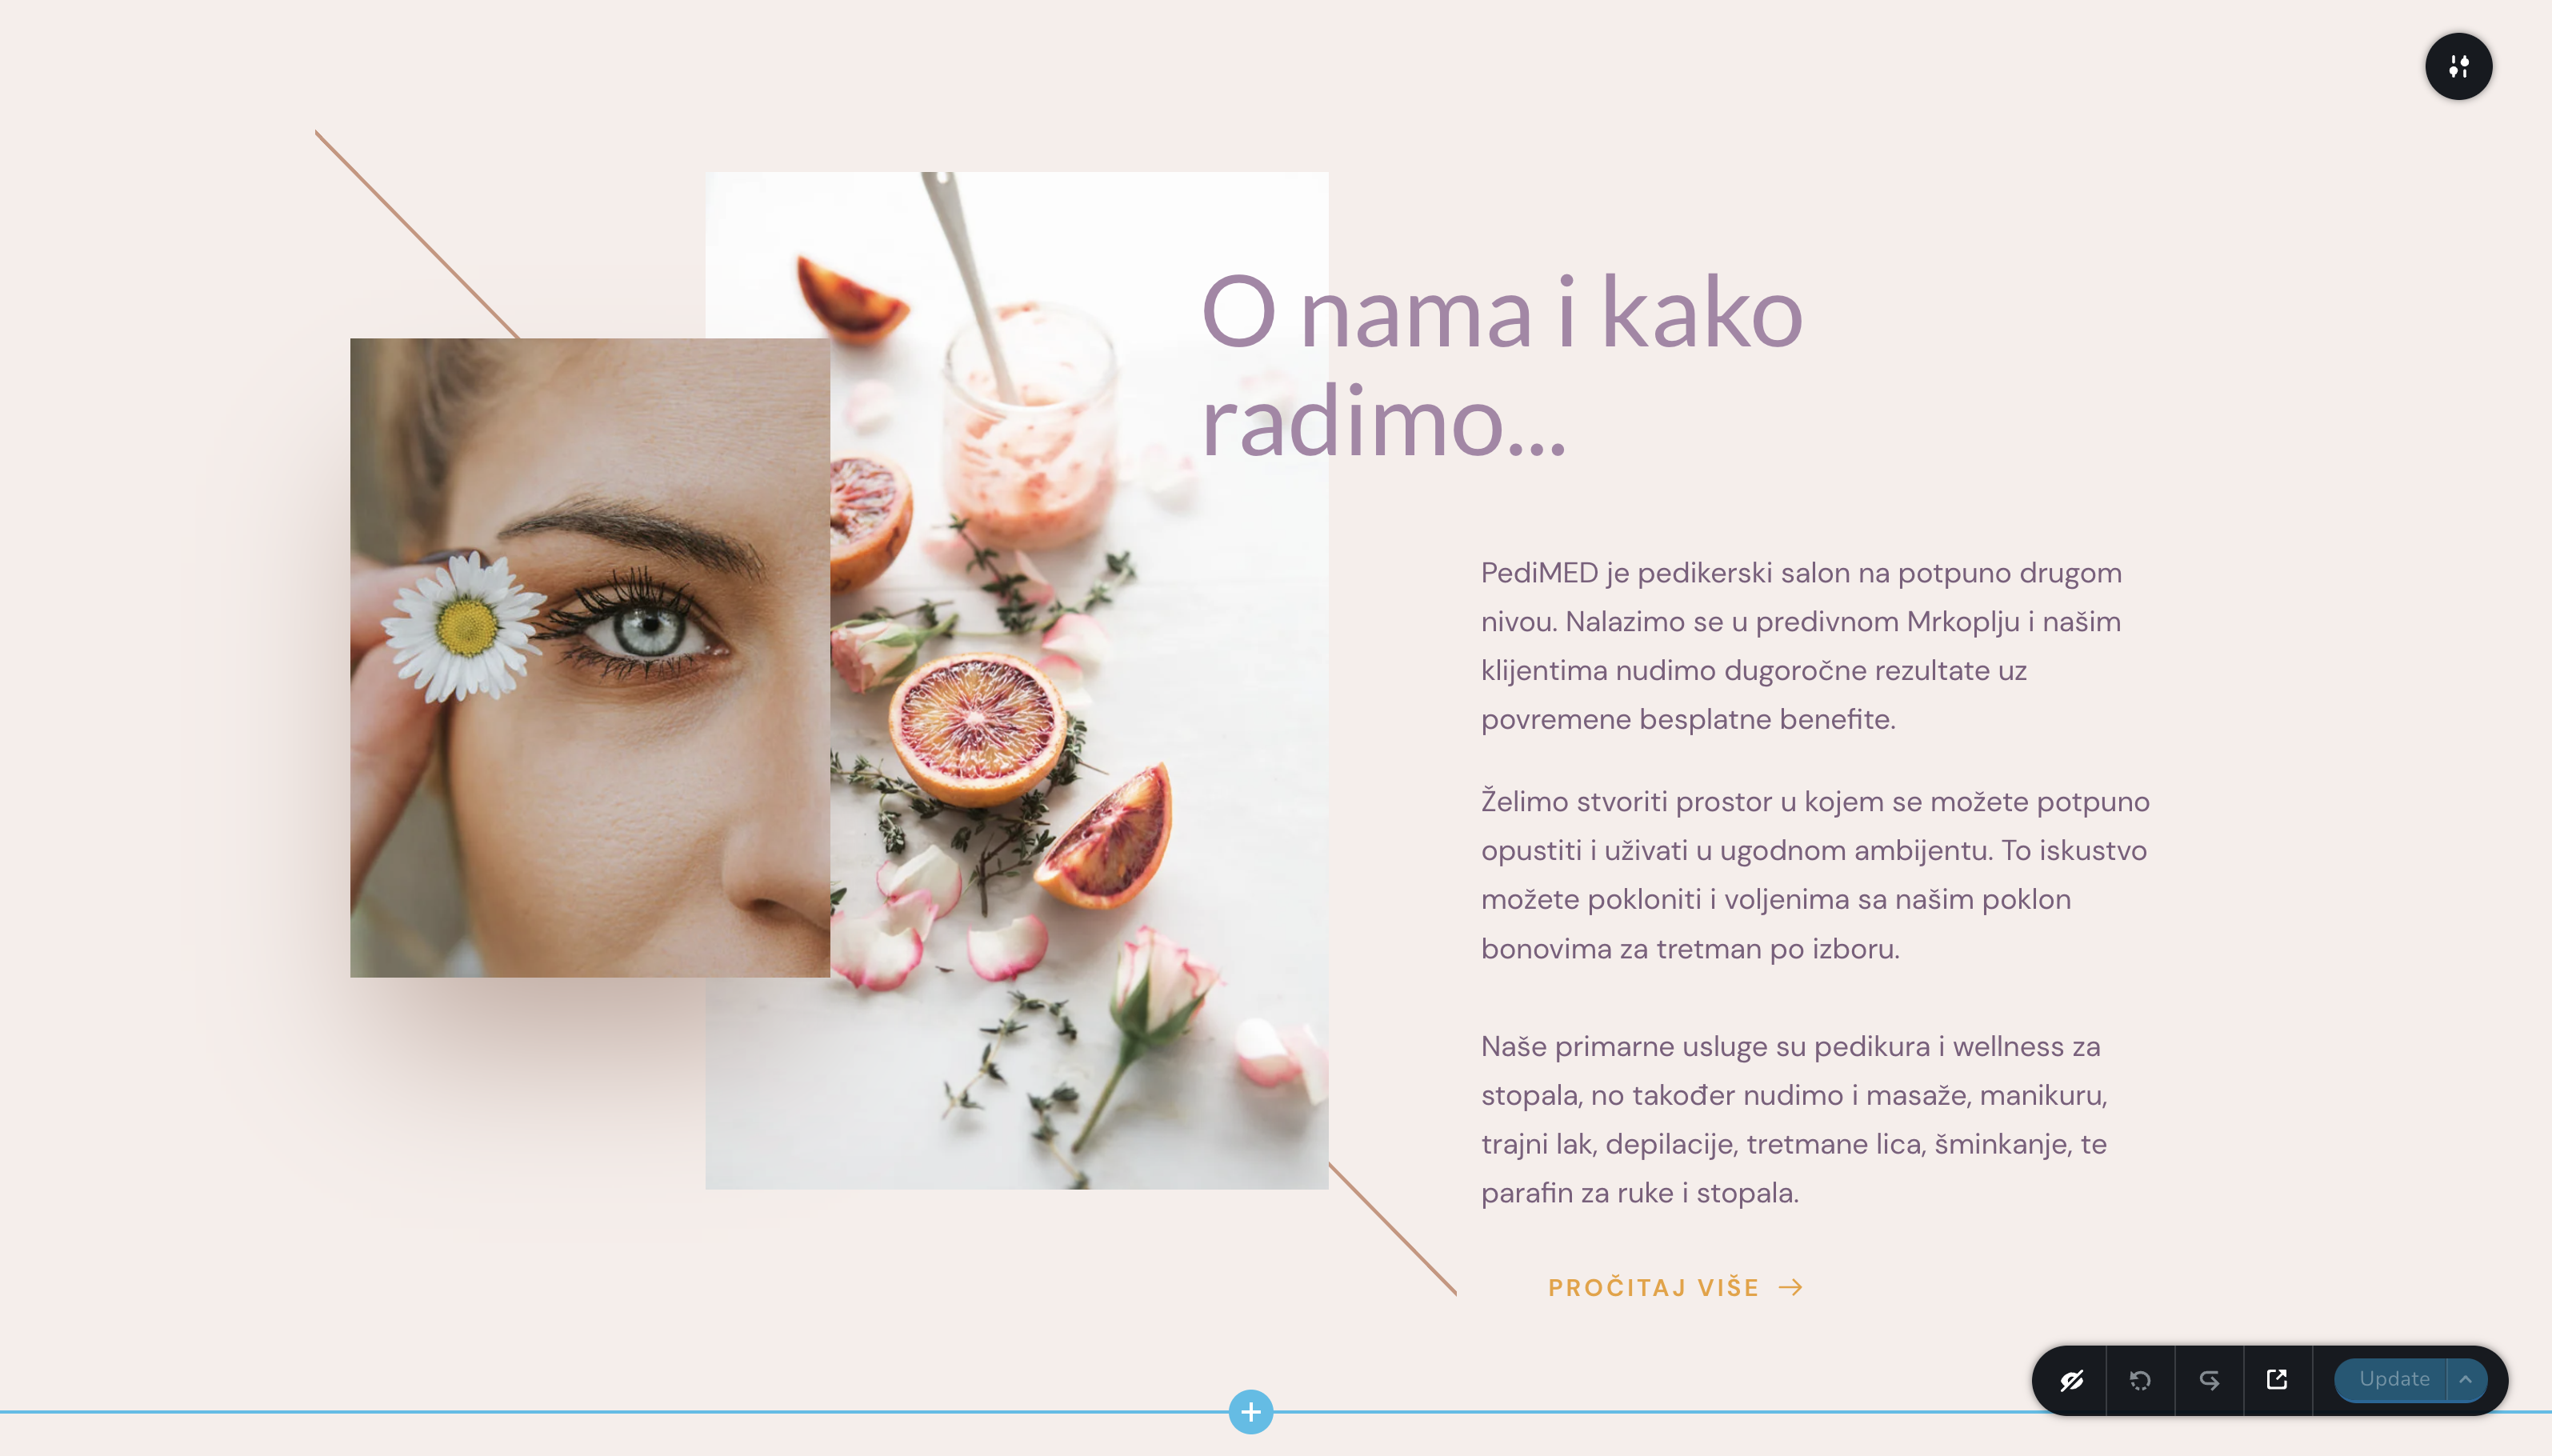 O nama i kako
radimo...
PediMED je pedikerski salon na potpuno drugom
nivou. Nalazimo se u predivnom Mrkoplju i našim
klijentima nudimo dugoročne rezultate uz
povremene besplatne benefite.
Želimo stvoriti prostor u kojem se možete potpuno
opustiti i uživati u ugodnom ambijentu. To iskustvo
možete pokloniti i voljenima sa našim poklon
bonovima za tretman po izboru.
Naše primarne usluge su pedikura i wellness za
stopala, no također nudimo i masaže, manikuru,
trajni lak, depilacije, tretmane lica, šminkanje, te
parafin za ruke i stopala.
PROČITAJ VIŠE
Update